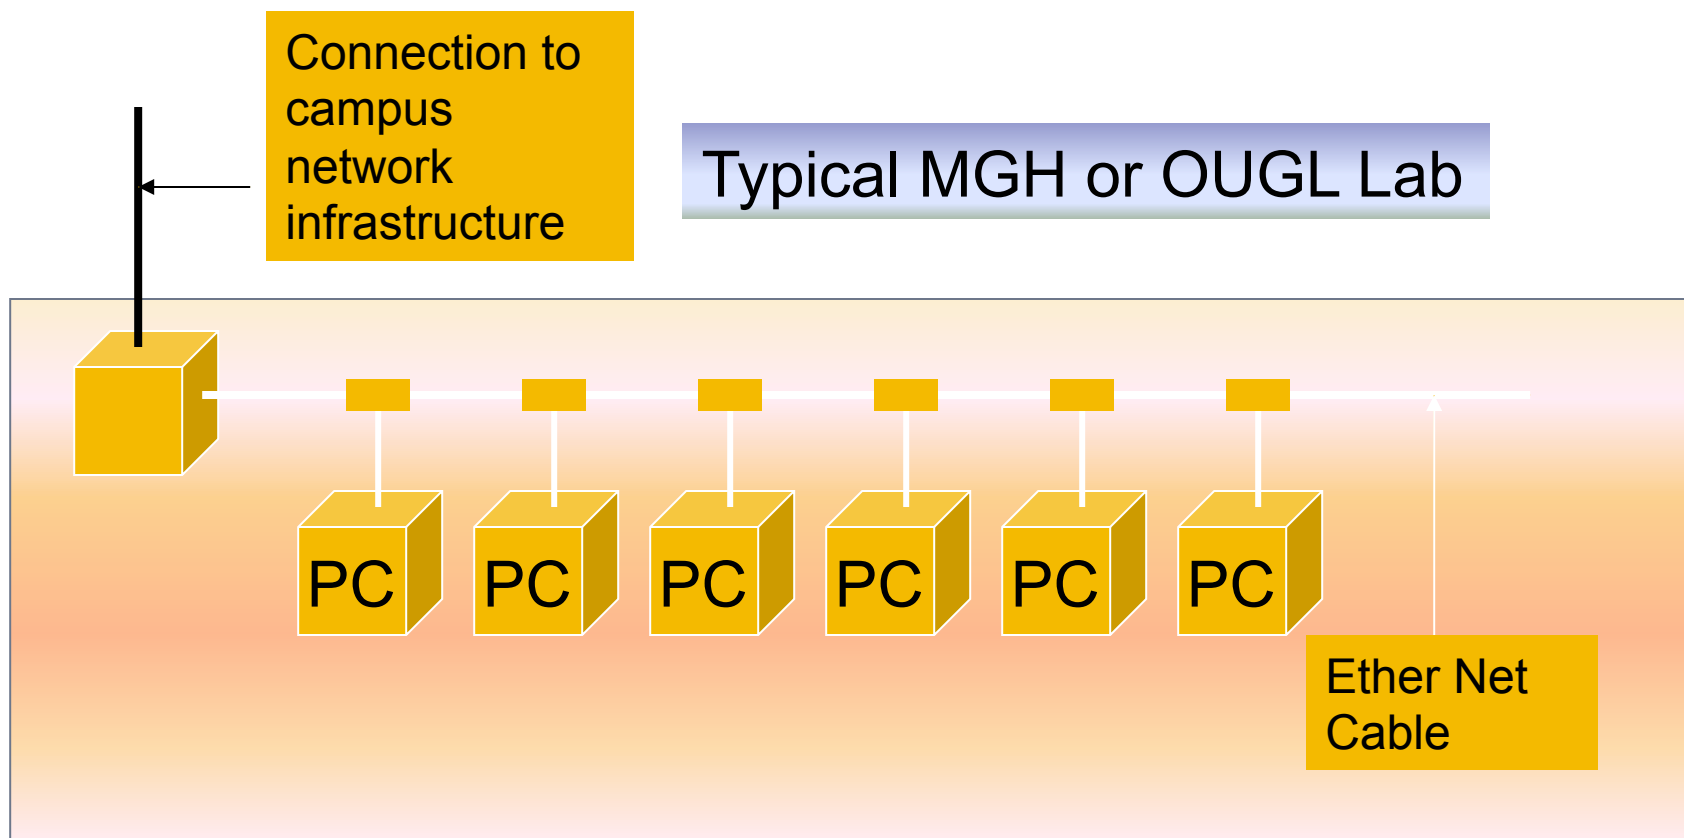 Connection to
campus
network
infrastructure
Typical MGH or OUGL Lab
PC
PC
PC
PC
PC
PC
Ether Net
Cable